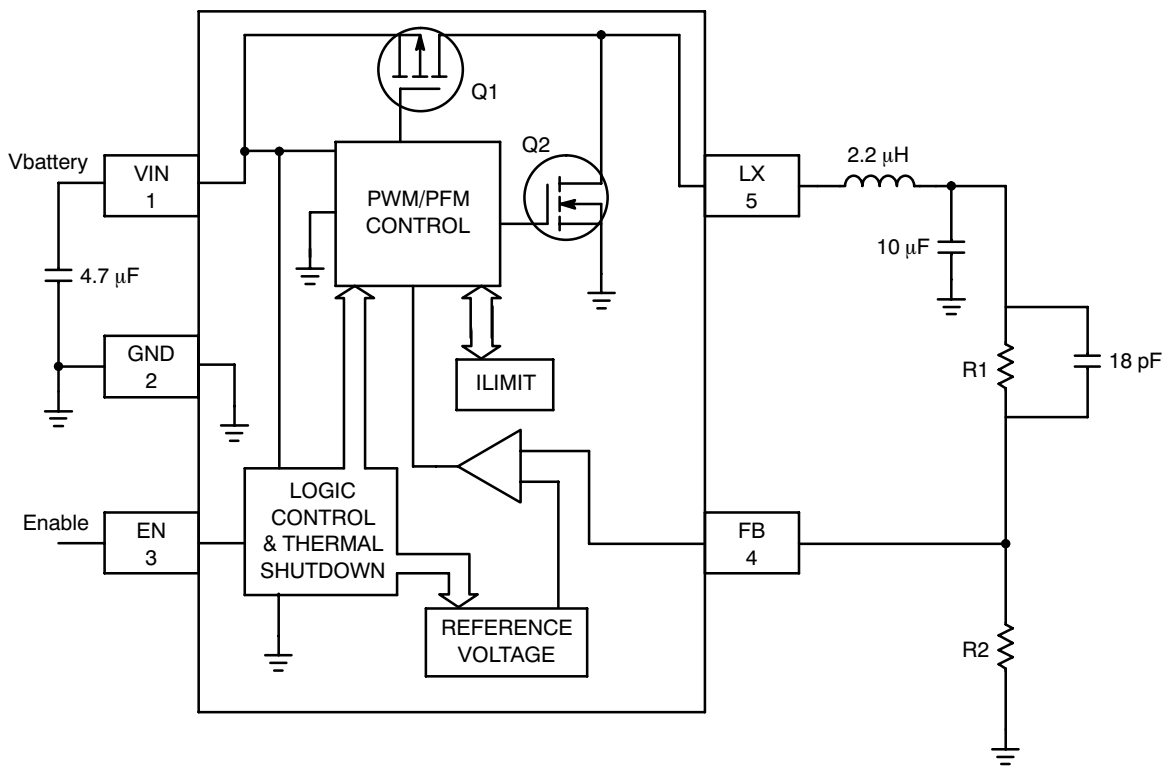 Q1
Q2
Vbattery
VIN
1
PWM/PFM
CONTROL
LX
5
2.2 μH
10 μF
4.7 μF
GND
2
ILIMIT
R1
18 pF
LOGIC
CONTROL
& THERMAL
SHUTDOWN
Enable
EN
3
FB
4
REFERENCE
VOLTAGE
R2